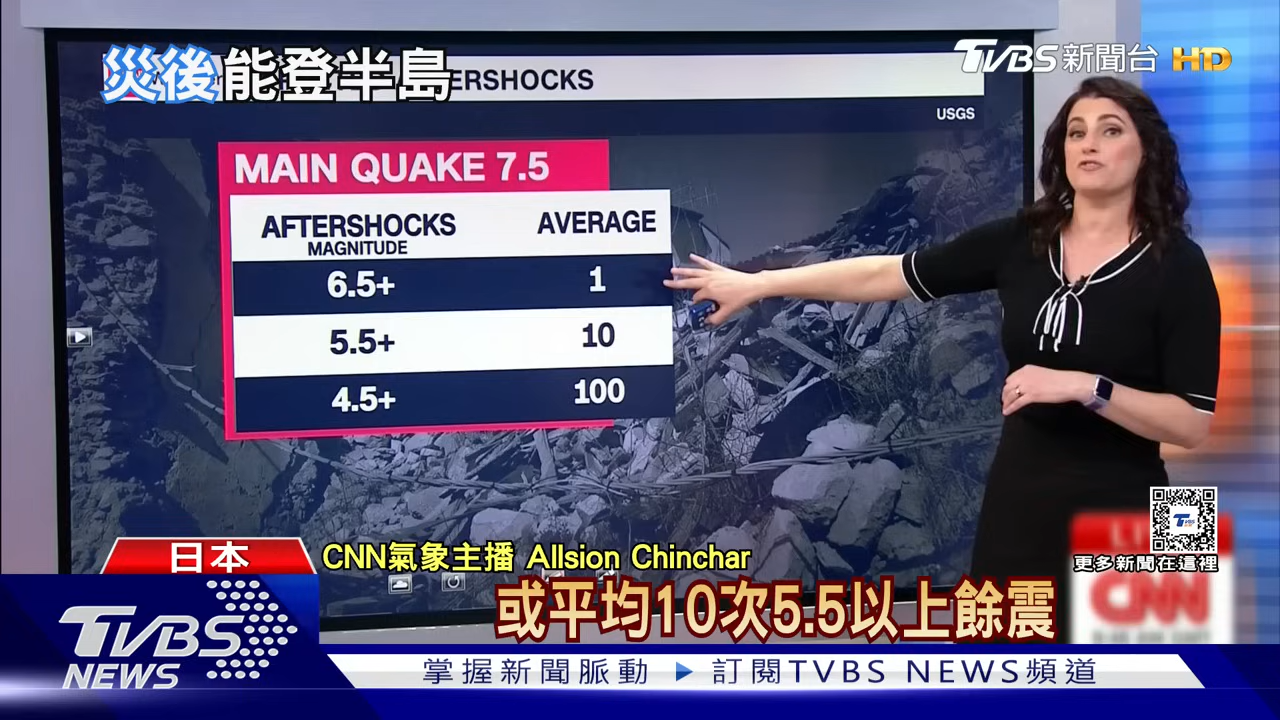 災後能登半島
ERSHOCKS
TVBS新聞台 HD
USGS
MAIN QUAKE 7.5
AFTERSHOCKS AVERAGE
MAGNITUDE
6.5+ 1
5.5+ 10
4.5+ 100
TVBS
更多新聞在這裡
日本
CNN氣象主播 Allsion Chinchar
CNN
或平均10次5.5以上餘震
TVBS
NEWS
掌握新聞脈動 ▶ 訂閱TVBS NEWS頻道